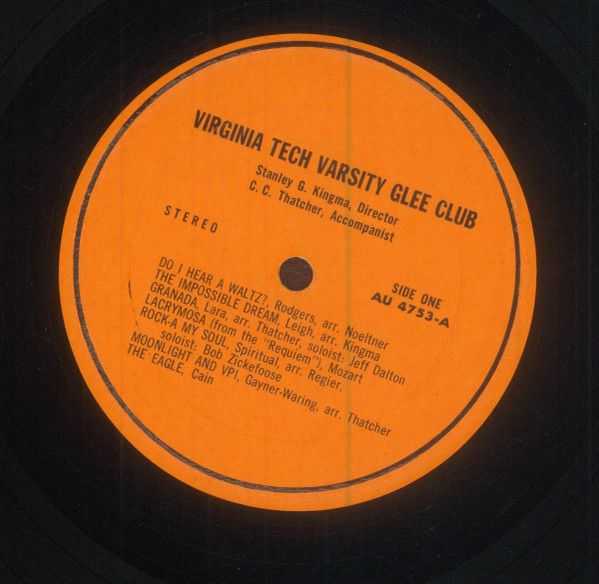 VIRGINIA TECH VARSITY GLEE CLUB
Stanley G. Kingma, Director
C. C. Thatcher, Accompanist
STEREO
SIDE ONE
AU 4753-A
DO I HEAR A WALTZ?, Rodgers, arr. Noeltner
THE IMPOSSIBLE DREAM, Leigh, arr. Kingma
GRANADA, Lara, arr. Thatcher, soloist: Jeff Dalton
LACRYMOSA (from the "Requiem"), Mozart
ROCK-A MY SOUL, Spiritual, arr. Regier,
soloist: Bob Zickefoose
MOONLIGHT AND VPI, Gayner-Waring, arr. Thatcher
THE EAGLE, Cain